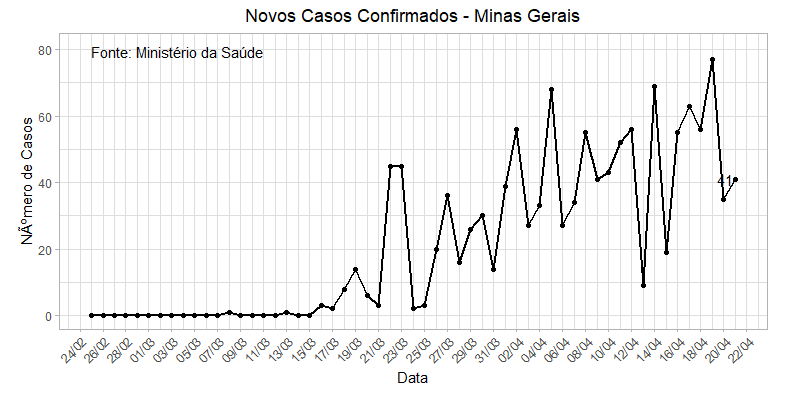 Novos Casos Confirmados - Minas Gerais
Fonte: Ministério da Saúde
NÃºmero de Casos
80
60
40
20
0
41
24/02 26/02 28/02 01/03 03/03 05/03 07/03 09/03 11/03 13/03 15/03 17/03 19/03 21/03 23/03 25/03 27/03 29/03 31/03 02/04 04/04 06/04 08/04 10/04 12/04 14/04 16/04 18/04 20/04 22/04
Data